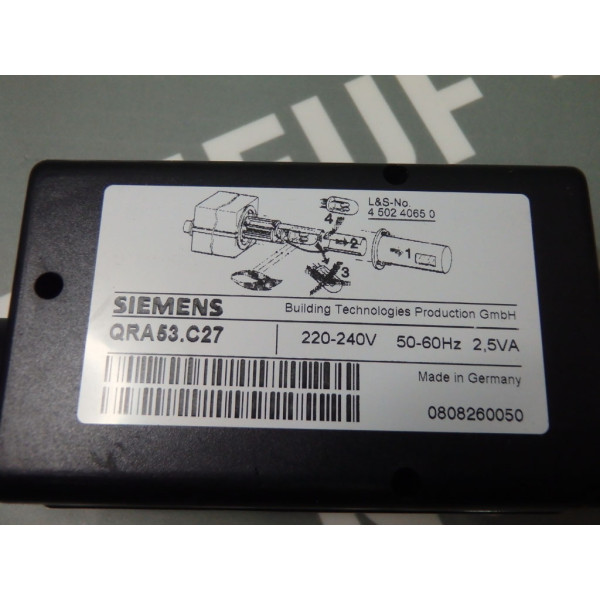 NEUF
L&S-No.
4 502 4065 0
4
2
1
3
SIEMENS Building Technologies Production GmbH
QRA53.C27 220-240V 50-60Hz 2,5VA
Made in Germany
0808260050